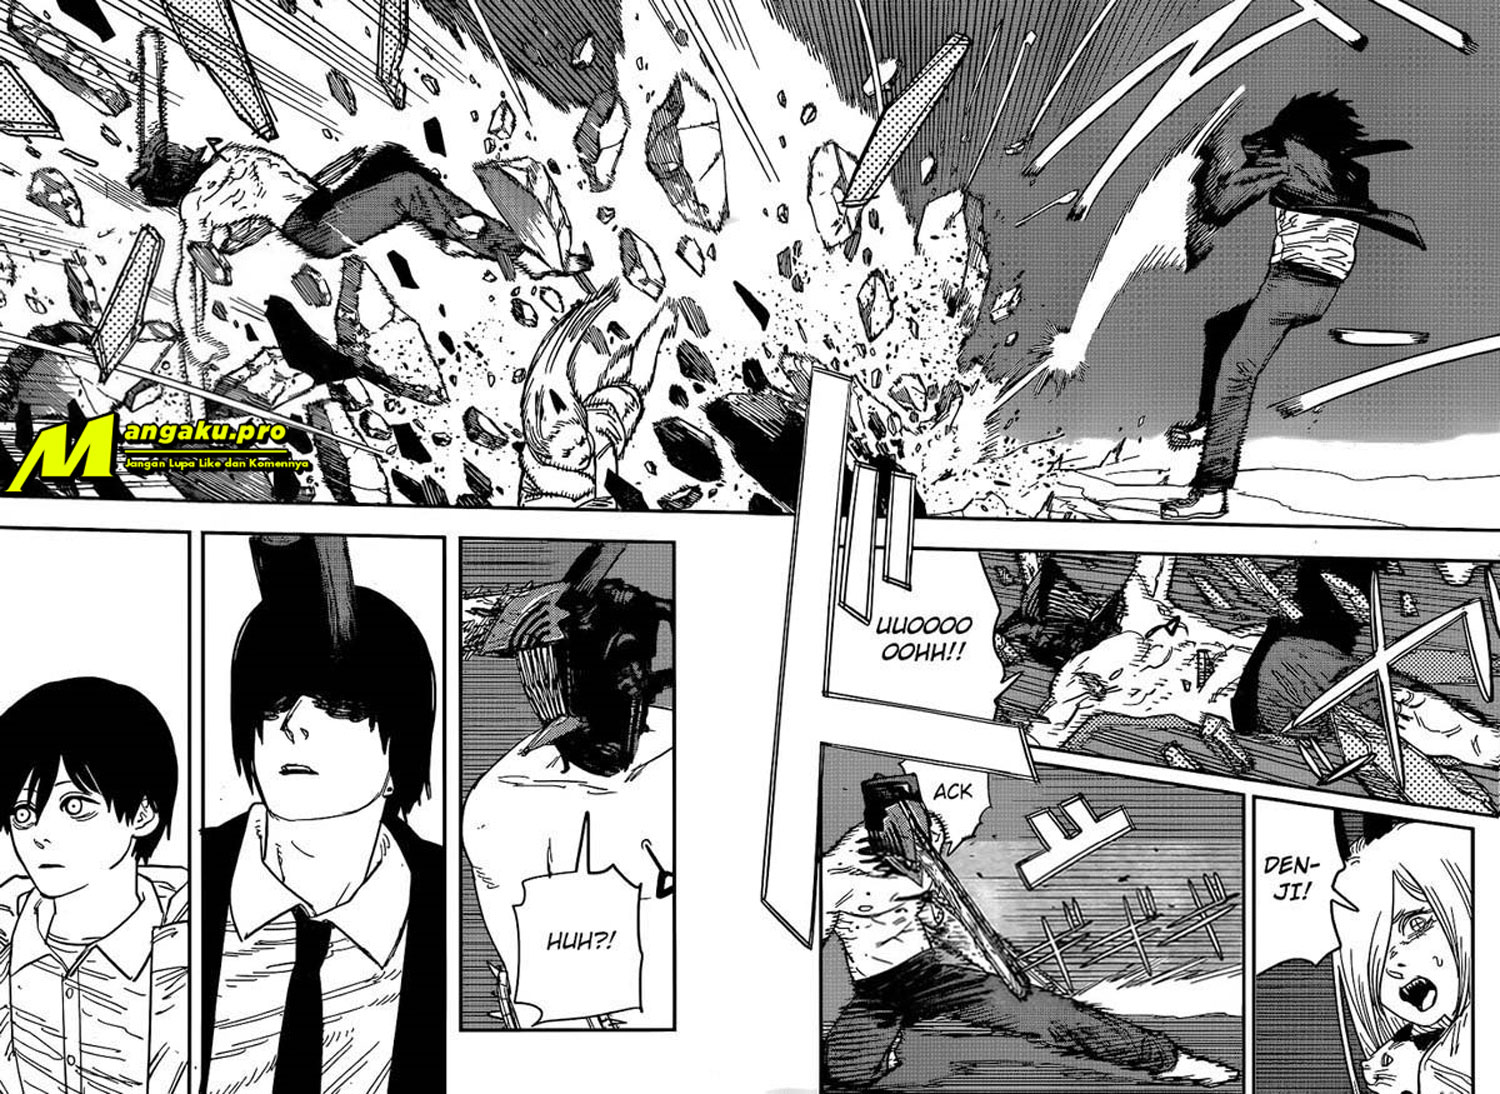 UUOOOO
OOHH!!
DEN-
JI!
ACK
HUH?!
Mangaku.pro
Jangan Lupa Like dan Komennya